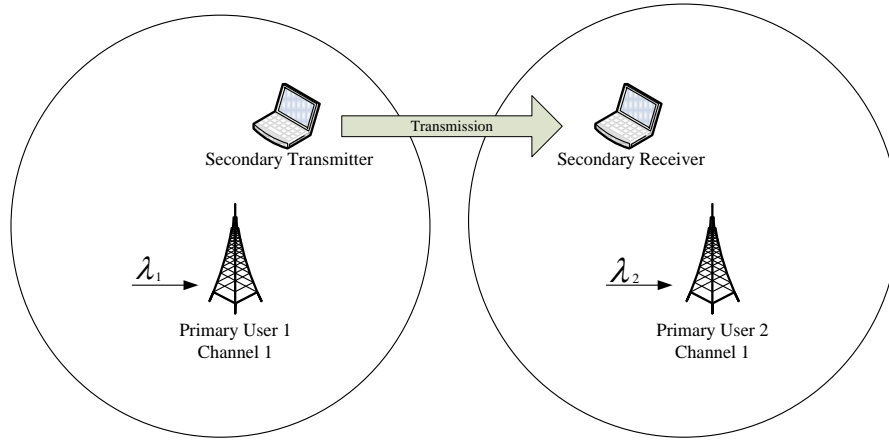 Transmission
Secondary Transmitter
Secondary Receiver
λ₁
λ₂
Primary User 1
Channel 1
Primary User 2
Channel 1